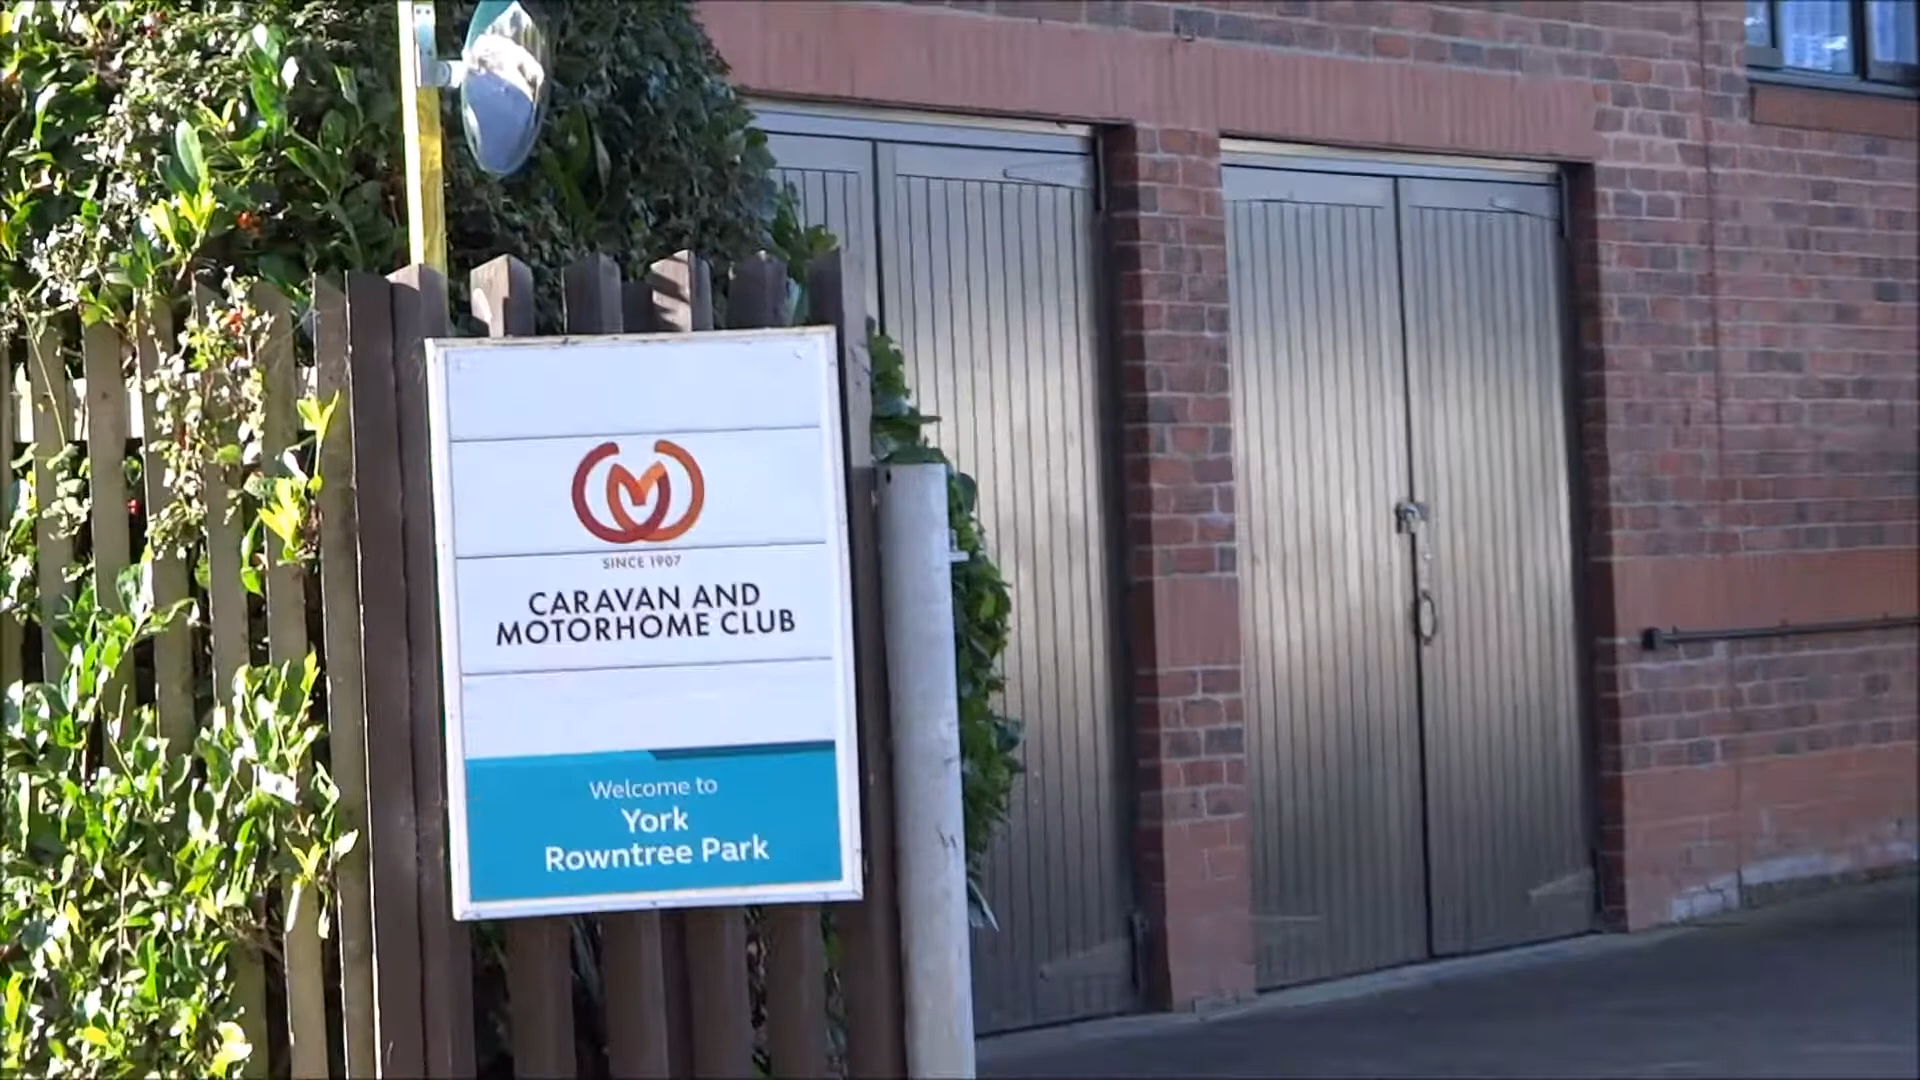 SINCE 1907
CARAVAN AND
MOTORHOME CLUB
Welcome to
York
Rowntree Park